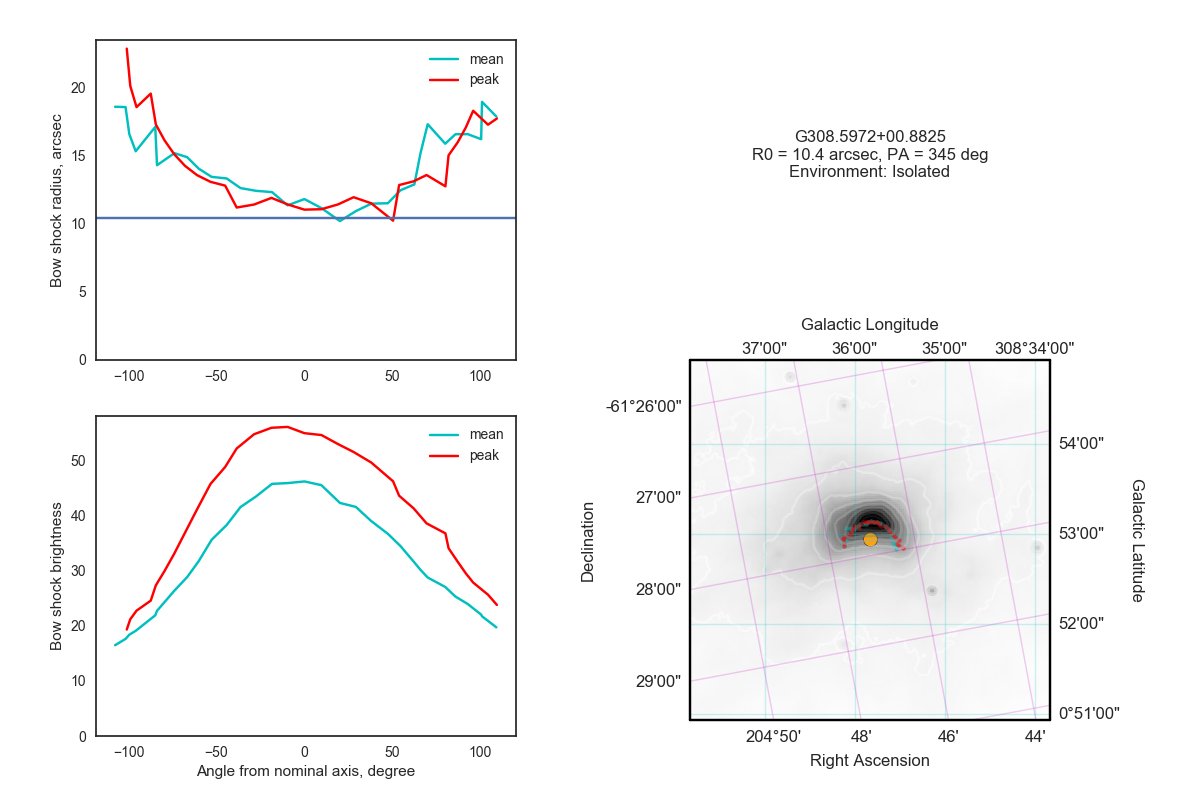 20
15
10
5
0
Bow shock radius, arcsec
mean
peak
−100
−50
0
50
100
50
40
30
20
10
0
Bow shock brightness
mean
peak
−100
−50
0
50
100
Angle from nominal axis, degree
G308.5972+00.8825
R0 = 10.4 arcsec, PA = 345 deg
Environment: Isolated
Galactic Longitude
37'00"
36'00"
35'00"
308°34'00"
-61°26'00"
27'00"
28'00"
29'00"
Declination
54'00"
53'00"
52'00"
0°51'00"
Galactic Latitude
204°50'
48'
46'
44'
Right Ascension